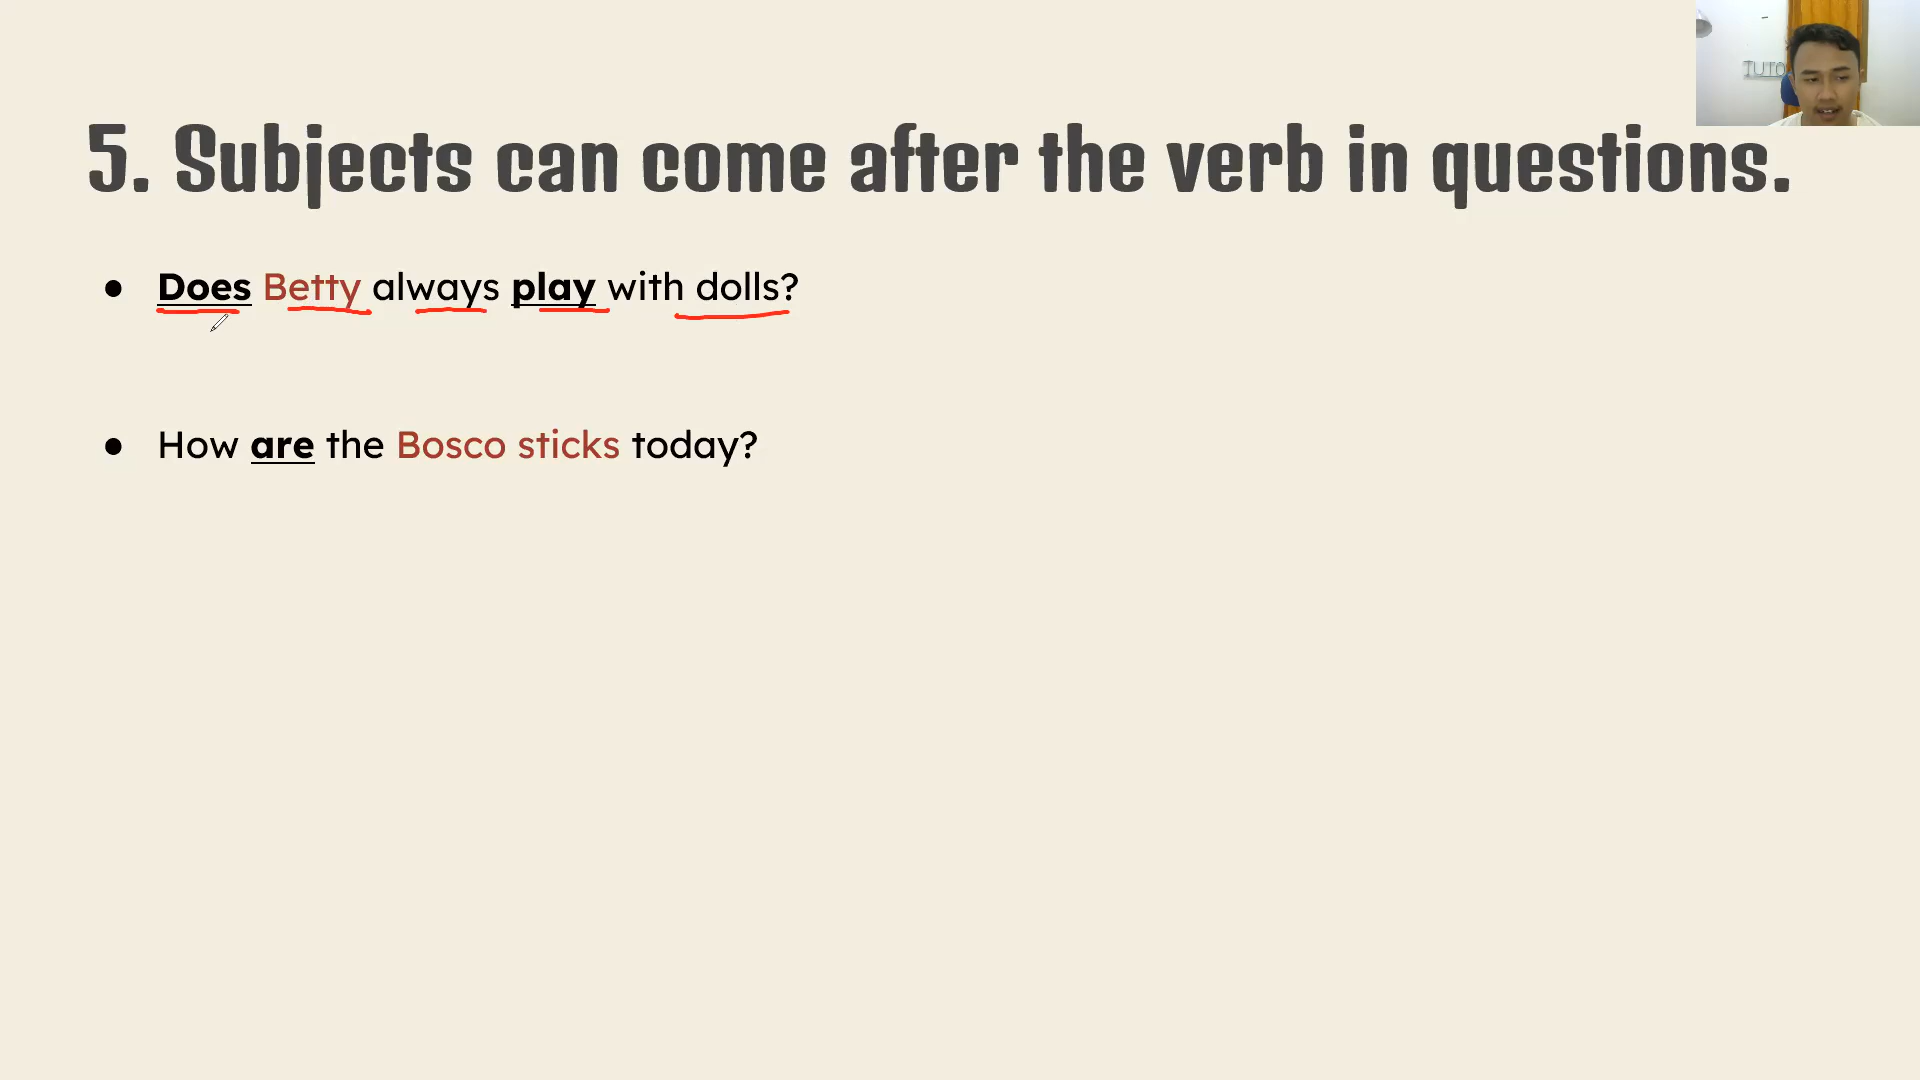 5. Subjects can come after the verb in questions.
● Does Betty always play with dolls?
● How are the Bosco sticks today?